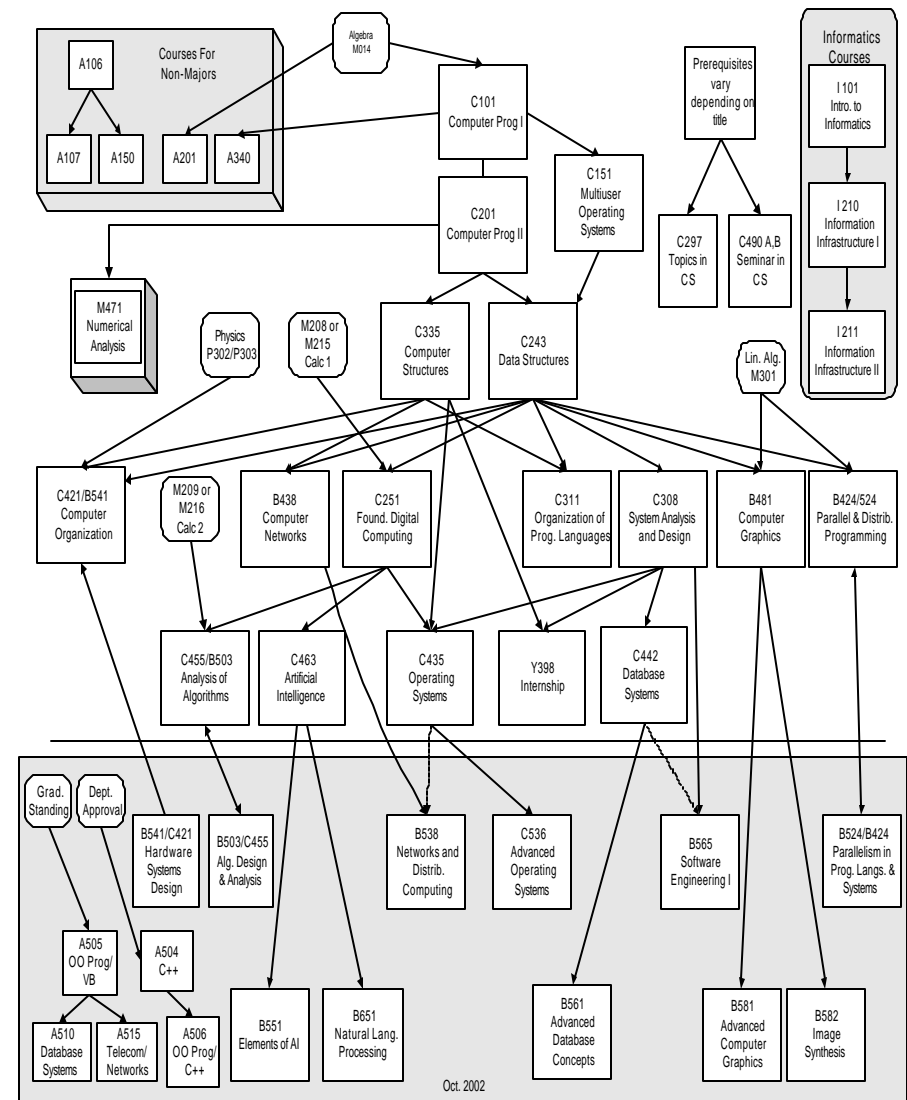 Courses For
Non-Majors
A106
A107
A150
A201
A340
Algebra
M014
C101
Computer Prog I
C201
Computer Prog II
C151
Multiuser
Operating
Systems
Prerequisites
vary
depending on
title
C297
Topics in
CS
C490 A,B
Seminar in
CS
Informatics
Courses
I 101
Intro. to
Informatics
I 210
Information
Infrastructure I
I 211
Information
Infrastructure II
M471
Numerical
Analysis
Physics
P302/P303
M208 or
M215
Calc 1
C335
Computer
Structures
C243
Data Structures
Lin. Alg.
M301
C421/B541
Computer
Organization
M209 or
M216
Calc 2
B438
Computer
Networks
C251
Found. Digital
Computing
C311
Organization of
Prog. Languages
C308
System Analysis
and Design
B481
Computer
Graphics
B424/524
Parallel & Distrib.
Programming
C455/B503
Analysis of
Algorithms
C463
Artificial
Intelligence
C435
Operating
Systems
Y398
Internship
C442
Database
Systems
Grad.
Standing
Dept.
Approval
B541/C421
Hardware
Systems
Design
B503/C455
Alg. Design
& Analysis
B538
Networks and
Distrib.
Computing
C536
Advanced
Operating
Systems
B565
Software
Engineering I
B524/B424
Parallelism in
Prog. Langs. &
Systems
A505
OO Prog/
VB
A504
C++
A510
Database
Systems
A515
Telecom/
Networks
A506
OO Prog/
C++
B551
Elements of AI
B651
Natural Lang.
Processing
B561
Advanced
Database
Concepts
B581
Advanced
Computer
Graphics
B582
Image
Synthesis
Oct. 2002